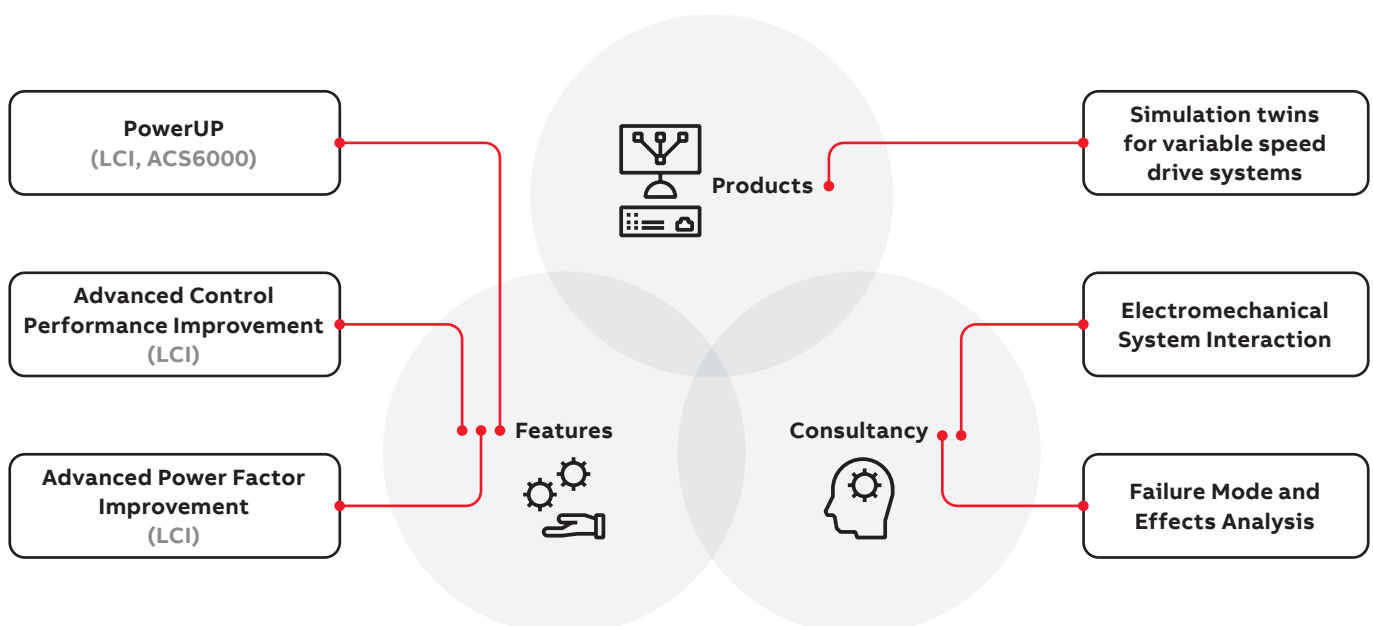 PowerUP
(LCI, ACS6000)
Advanced Control
Performance Improvement
(LCI)
Advanced Power Factor
Improvement
(LCI)
Products
Features
Consultancy
Simulation twins
for variable speed
drive systems
Electromechanical
System Interaction
Failure Mode and
Effects Analysis